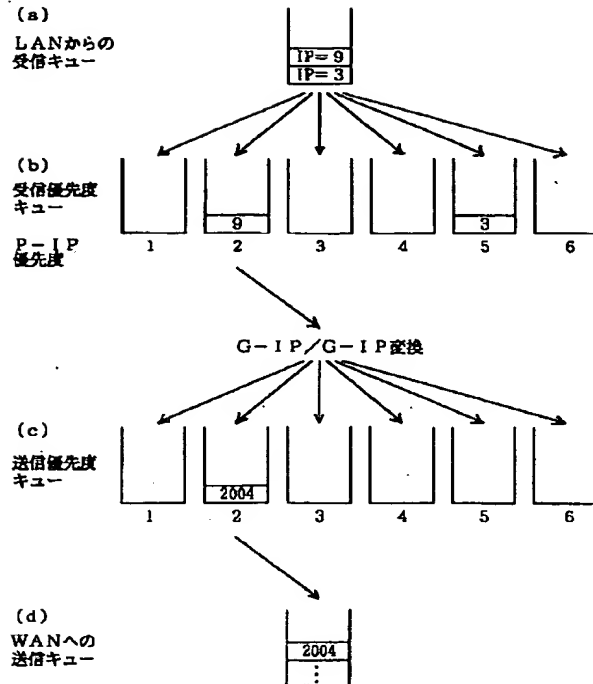 (a)
LANからの
受信キュー
IP=9
IP=3
(b)
受信優先度
キュー
9
3
P-IP
優先度
1 2 3 4 5 6
G-IP/G-IP変換
(c)
送信優先度
キュー
2004
1 2 3 4 5 6
(d)
WANへの
送信キュー
2004
⋮